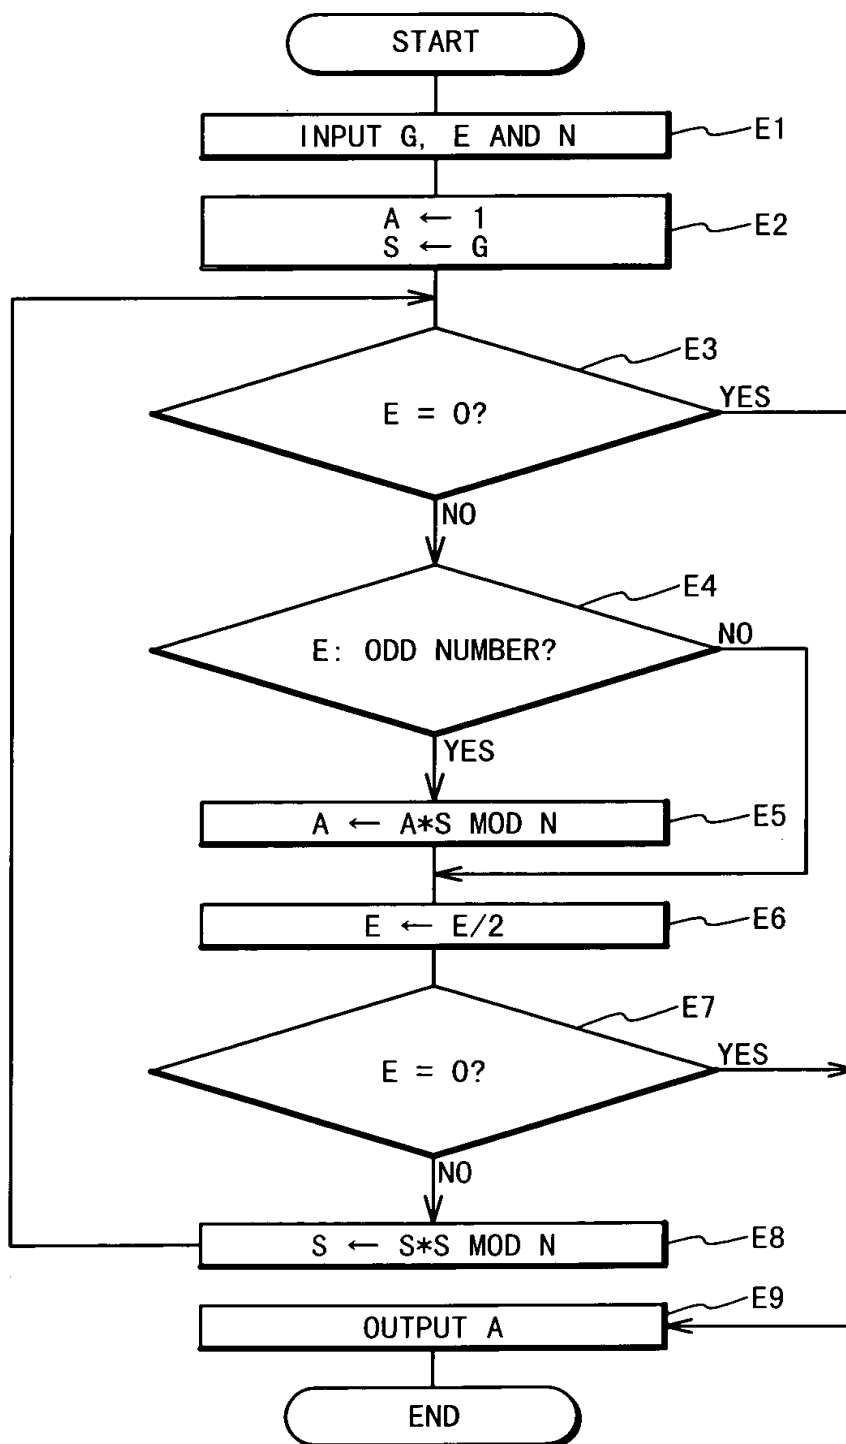 START
INPUT G, E AND N
E1
A ← 1
S ← G
E2
E3
E = 0?
YES
NO
E4
E: ODD NUMBER?
NO
YES
A ← A*S MOD N
E5
E ← E/2
E6
E7
E = 0?
YES
NO
S ← S*S MOD N
E8
E9
OUTPUT A
END